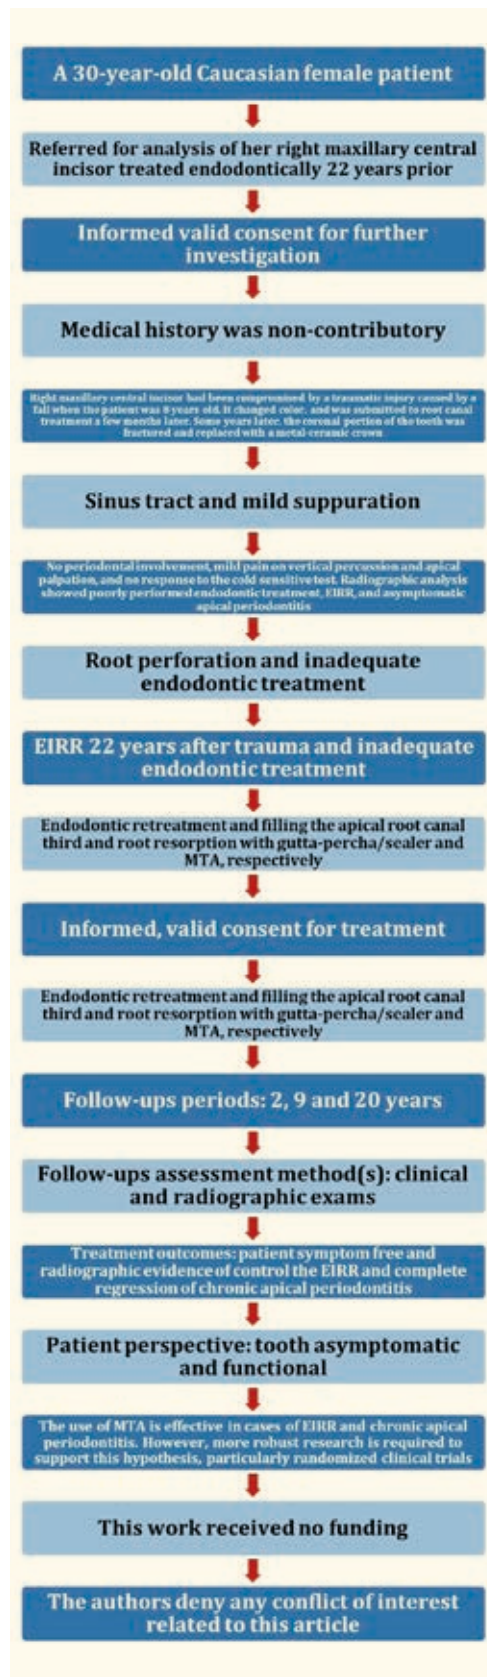 A 30-year-old Caucasian female patient
Referred for analysis of her right maxillary central
incisor treated endodontically 22 years prior
Informed valid consent for further
investigation
Medical history was non-contributory
Right maxillary central incisor had been compromised by a traumatic injury caused by a
fall when the patient was 8 years old. It changed color, and was submitted to root canal
treatment a few months later. Some years later, the coronal portion of the tooth was
fractured and replaced with a metal-ceramic crown
Sinus tract and mild suppuration
No periodontal involvement, mild pain on vertical percussion and apical
palpation, and no response to the cold sensitive test. Radiographic analysis
showed poorly performed endodontic treatment, EIRR, and asymptomatic
apical periodontitis
Root perforation and inadequate
endodontic treatment
EIRR 22 years after trauma and inadequate
endodontic treatment
Endodontic retreatment and filling the apical root canal
third and root resorption with gutta-percha/sealer and
MTA, respectively
Informed, valid consent for treatment
Endodontic retreatment and filling the apical root canal
third and root resorption with gutta-percha/sealer and
MTA, respectively
Follow-ups periods: 2, 9 and 20 years
Follow-ups assessment method(s): clinical
and radiographic exams
Treatment outcomes: patient symptom free and
radiographic evidence of control the EIRR and complete
regression of chronic apical periodontitis
Patient perspective: tooth asymptomatic
and functional
The use of MTA is effective in cases of EIRR and chronic apical
periodontitis. However, more robust research is required to
support this hypothesis, particularly randomized clinical trials
This work received no funding
The authors deny any conflict of interest
related to this article